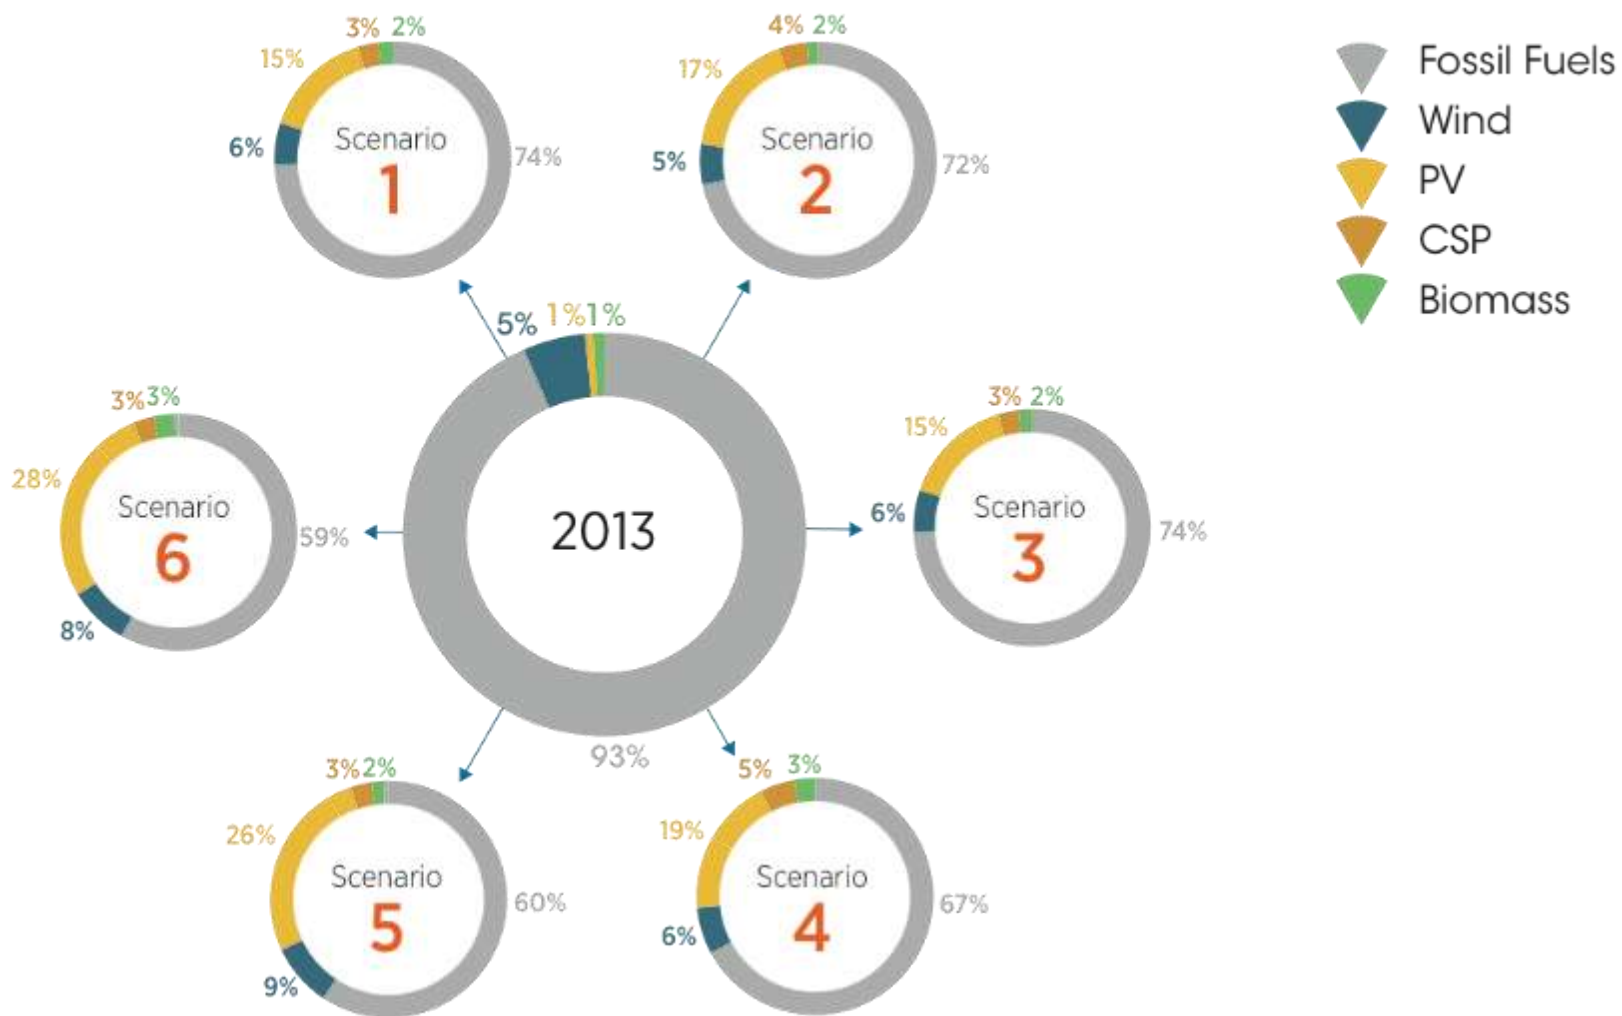 3% 2%
15%
6%
Scenario
1
74%
4% 2%
17%
5%
Scenario
2
72%
Fossil Fuels
Wind
PV
CSP
Biomass
5% 1% 1%
2013
93%
3% 3%
28%
8%
Scenario
6
59%
3% 2%
15%
6%
Scenario
3
74%
3% 2%
26%
9%
Scenario
5
60%
5% 3%
19%
6%
Scenario
4
67%